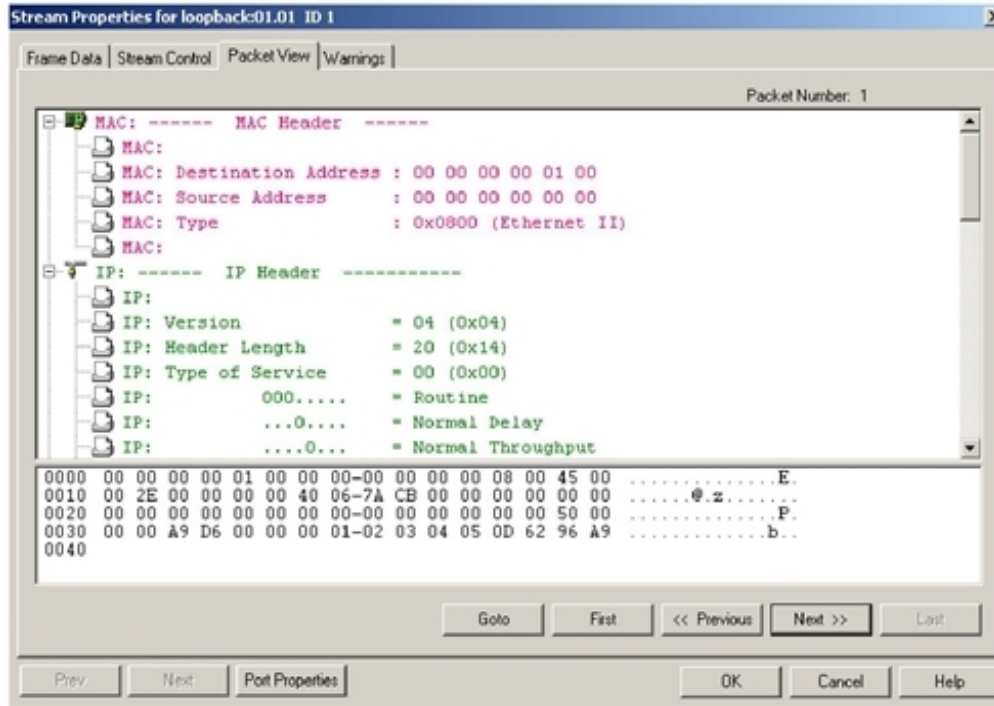 Stream Properties for loopback:01.01 ID 1
Frame Data Stream Control Packet View Warnings
Packet Number: 1
MAC: ------ MAC Header ------
MAC:
MAC: Destination Address : 00 00 00 00 01 00
MAC: Source Address : 00 00 00 00 00 00
MAC: Type : 0x0800 (Ethernet II)
MAC:
IP: ------ IP Header -----------
IP:
IP: Version = 04 (0x04)
IP: Header Length = 20 (0x14)
IP: Type of Service = 00 (0x00)
IP: 000..... = Routine
IP: ...0.... = Normal Delay
IP: ....0... = Normal Throughput
0000 00 00 00 00 01 00 00 00-00 00 00 00 08 00 45 00 ..............E.
0010 00 2E 00 00 00 00 40 06-7A CB 00 00 00 00 00 00 ......@.z.......
0020 00 00 00 00 00 00 00 00-00 00 00 00 00 00 50 00 ..............P.
0030 00 00 A9 D6 00 00 00 01-02 03 04 05 0D 62 96 A9 .............b..
0040
Goto First << Previous Next >> Last
Prev Next Port Properties OK Cancel Help